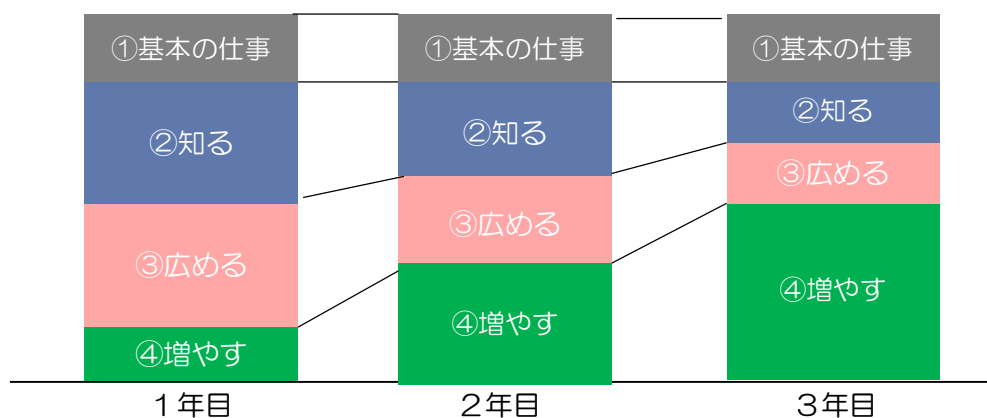 ①基本の仕事
①基本の仕事
①基本の仕事
②知る
②知る
②知る
③広める
③広める
③広める
④増やす
④増やす
④増やす
1年目
2年目
3年目